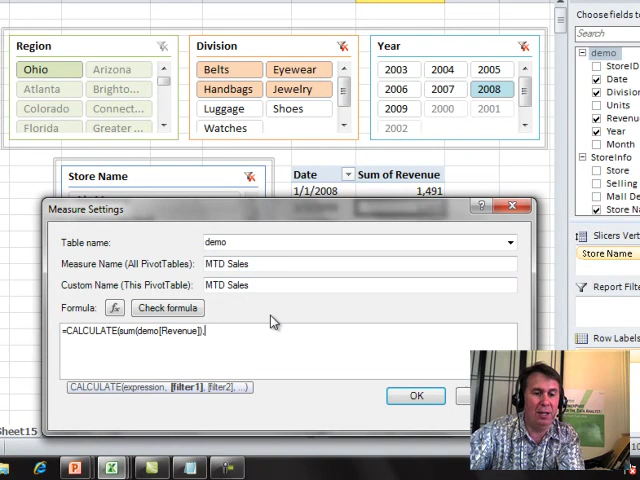 Choose fields to
Search
demo
StoreID
Date
Division
Units
Revenue
Year
Month
StoreInfo
Store
Selling
Mall De
Store N
Slicers Vert
Store Name
Report Filte
Row Labels
Region
Ohio Arizona
Atlanta Brighto...
Colorado Connect...
Florida Greater ...
Division
Belts Eyewear
Handbags Jewelry
Luggage Shoes
Watches
Year
2003 2004 2005
2006 2007 2008
2009 2000 2001
2002
Store Name
Date Sum of Revenue
1/1/2008 1,491
Measure Settings
Table name: demo
Measure Name (All PivotTables): MTD Sales
Custom Name (This PivotTable): MTD Sales
Formula: fx Check formula
=CALCULATE(sum(demo[Revenue]),
CALCULATE(expression, [filter1], [filter2], ...)
OK
Sheet15